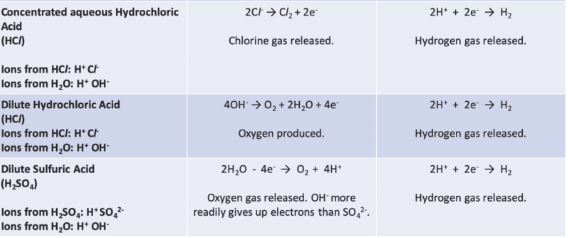 Concentrated aqueous Hydrochloric
Acid
(HCl)
Ions from HCl: H⁺ Cl⁻
Ions from H₂O: H⁺ OH⁻
2Cl⁻ → Cl₂ + 2e⁻
Chlorine gas released.
2H⁺ + 2e⁻ → H₂
Hydrogen gas released.
Dilute Hydrochloric Acid
(HCl)
Ions from HCl: H⁺ Cl⁻
Ions from H₂O: H⁺ OH⁻
4OH⁻ → O₂ + 2H₂O + 4e⁻
Oxygen produced.
2H⁺ + 2e⁻ → H₂
Hydrogen gas released.
Dilute Sulfuric Acid
(H₂SO₄)
Ions from H₂SO₄: H⁺ SO₄²⁻
Ions from H₂O: H⁺ OH⁻
2H₂O - 4e⁻ → O₂ + 4H⁺
Oxygen gas released. OH⁻ more
readily gives up electrons than SO₄²⁻.
2H⁺ + 2e⁻ → H₂
Hydrogen gas released.